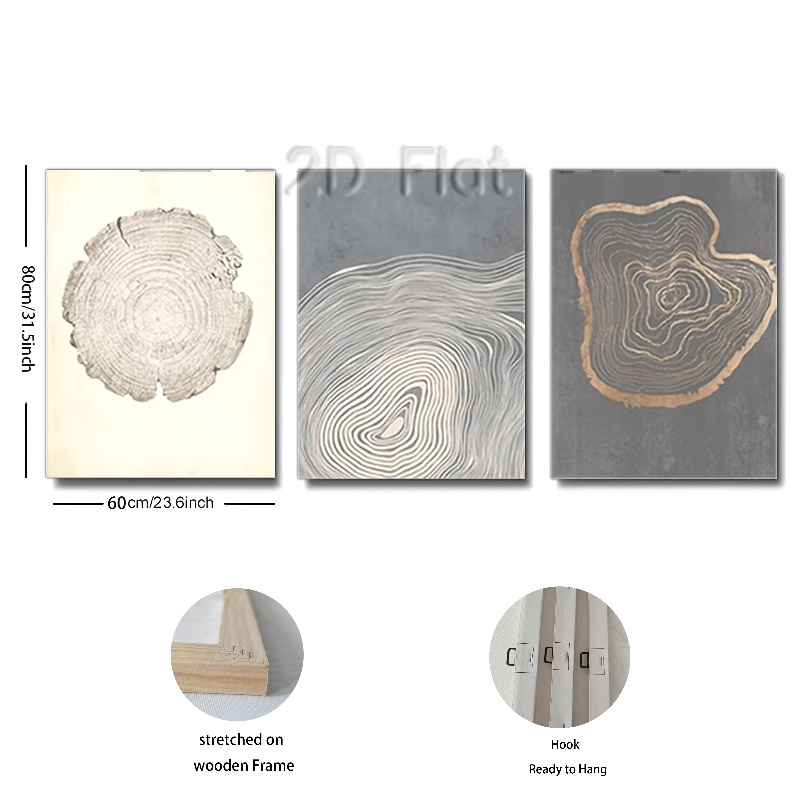 2D Flat
80cm/31.5inch
60cm/23.6inch
stretched on
wooden Frame
Hook
Ready to Hang